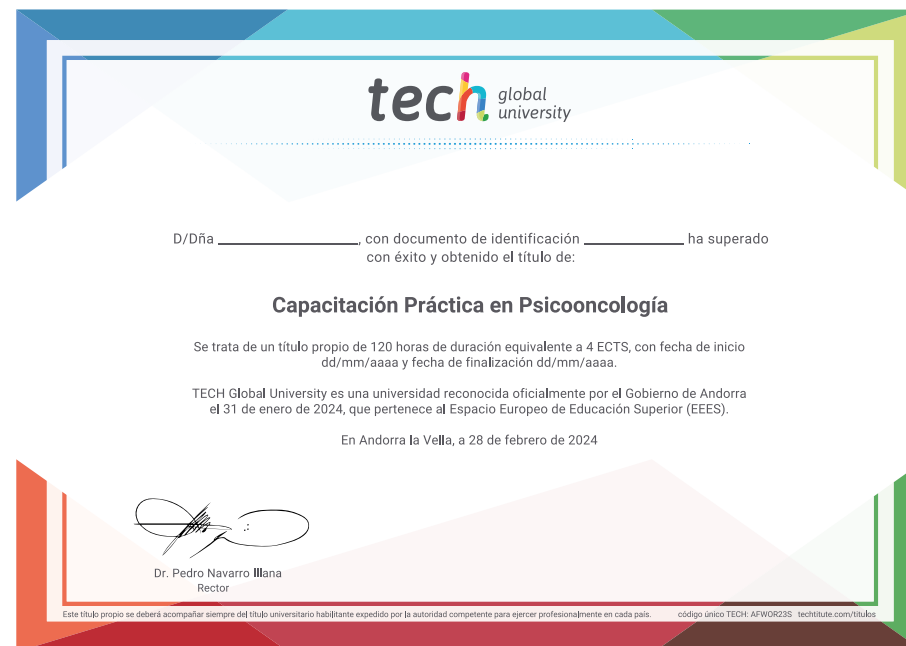 tech global university
D/Dña ____________________, con documento de identificación ______________ ha superado
con éxito y obtenido el título de:
Capacitación Práctica en Psicooncología
Se trata de un título propio de 120 horas de duración equivalente a 4 ECTS, con fecha de inicio
dd/mm/aaaa y fecha de finalización dd/mm/aaaa.
TECH Global University es una universidad reconocida oficialmente por el Gobierno de Andorra
el 31 de enero de 2024, que pertenece al Espacio Europeo de Educación Superior (EEES).
En Andorra la Vella, a 28 de febrero de 2024
Dr. Pedro Navarro Illana
Rector
Este título propio se deberá acompañar siempre del título universitario habilitante expedido por la autoridad competente para ejercer profesionalmente en cada país. código único TECH: AFWOR23S techtitute.com/titulos